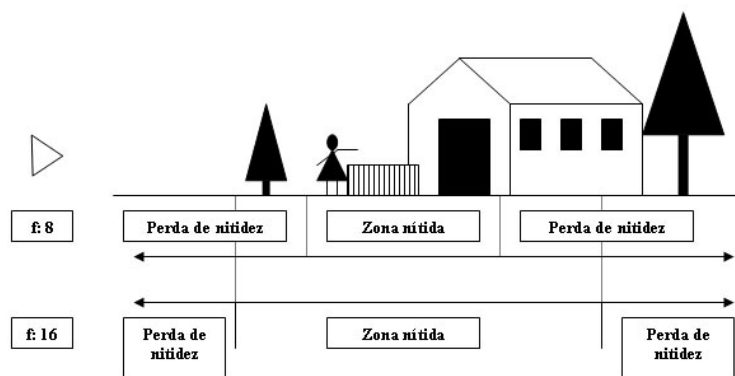 f: 8
Perda de nitidez
Zona nítida
Perda de nitidez
f: 16
Perda de
nitidez
Zona nítida
Perda de
nitidez